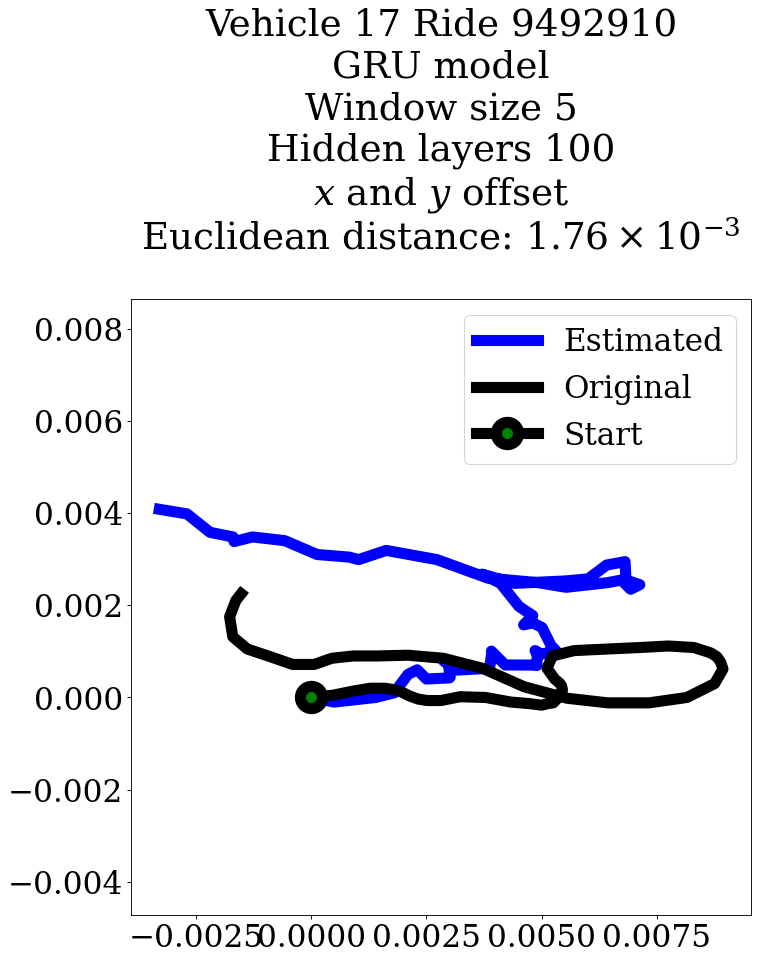 Vehicle 17 Ride 9492910
GRU model
Window size 5
Hidden layers 100
x and y offset
Euclidean distance: 1.76 × 10⁻³
Estimated
Original
Start
0.008
0.006
0.004
0.002
0.000
−0.002
−0.004
−0.0025 0.0000 0.0025 0.0050 0.0075